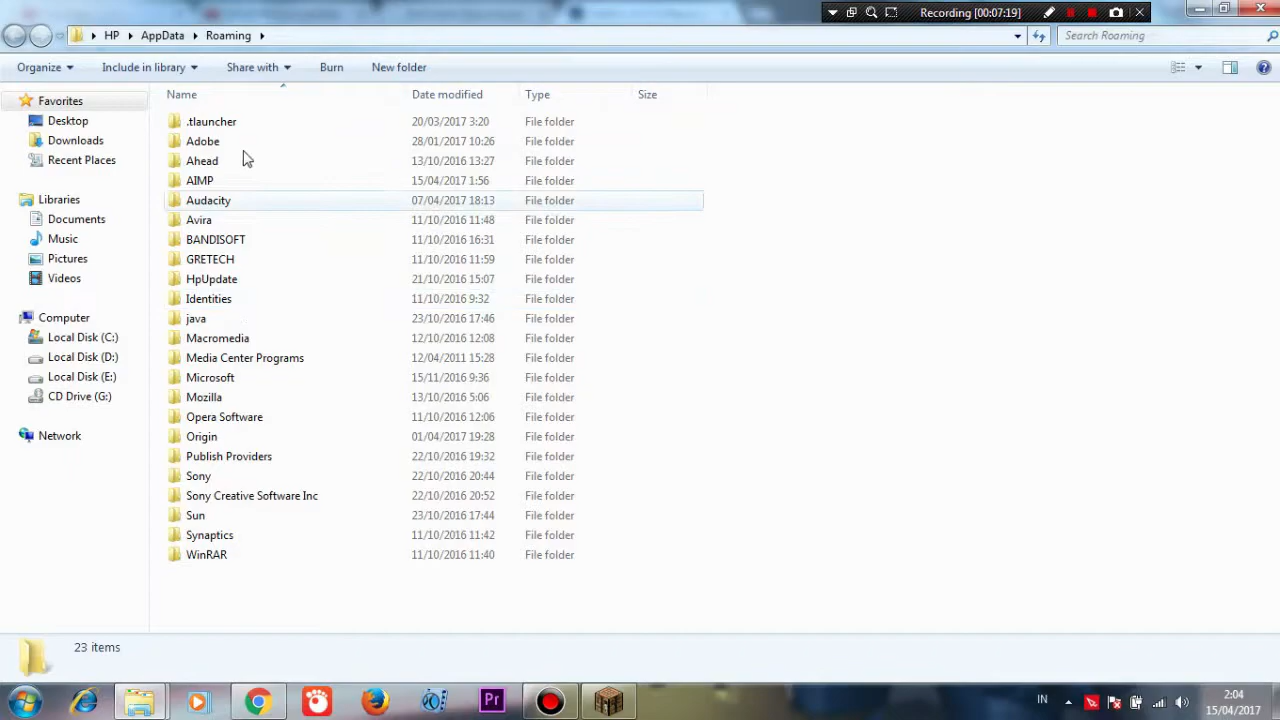 Recording [00:07:19]
HP
AppData
Roaming
Search Roaming
Organize
Include in library
Share with
Burn
New folder
Name
Date modified
Type
Size
Favorites
Desktop
Downloads
Recent Places
Libraries
Documents
Music
Pictures
Videos
Computer
Local Disk (C:)
Local Disk (D:)
Local Disk (E:)
CD Drive (G:)
Network
.tlauncher 20/03/2017 3:20 File folder
Adobe 28/01/2017 10:26 File folder
Ahead 13/10/2016 13:27 File folder
AIMP 15/04/2017 1:56 File folder
Audacity 07/04/2017 18:13 File folder
Avira 11/10/2016 11:48 File folder
BANDISOFT 11/10/2016 16:31 File folder
GRETECH 11/10/2016 11:59 File folder
HpUpdate 21/10/2016 15:07 File folder
Identities 11/10/2016 9:32 File folder
java 23/10/2016 17:46 File folder
Macromedia 12/10/2016 12:08 File folder
Media Center Programs 12/04/2011 15:28 File folder
Microsoft 15/11/2016 9:36 File folder
Mozilla 13/10/2016 5:06 File folder
Opera Software 11/10/2016 12:06 File folder
Origin 01/04/2017 19:28 File folder
Publish Providers 22/10/2016 19:32 File folder
Sony 22/10/2016 20:44 File folder
Sony Creative Software Inc 22/10/2016 20:52 File folder
Sun 23/10/2016 17:44 File folder
Synaptics 11/10/2016 11:42 File folder
WinRAR 11/10/2016 11:40 File folder
23 items
Pr
IN
2:04
15/04/2017